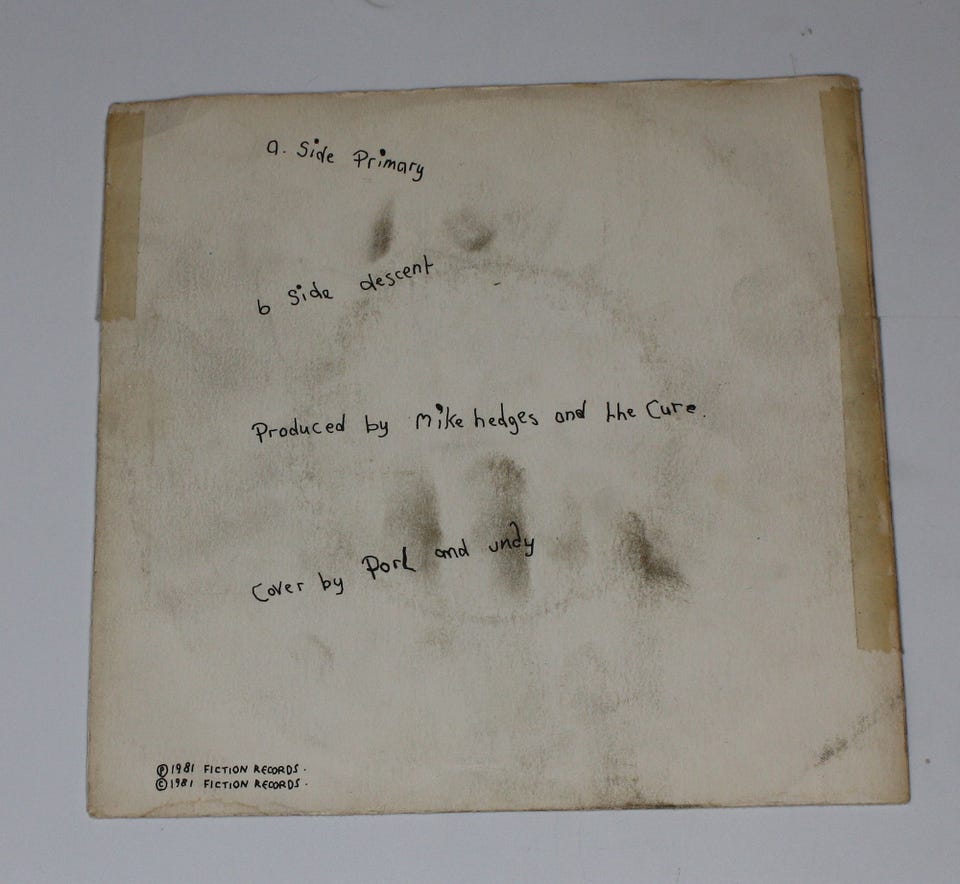 a. Side Primary
b Side descent
Produced by Mike hedges and the Cure.
Cover by Porl and undy
℗ 1981 FICTION RECORDS.
© 1981 FICTION RECORDS.